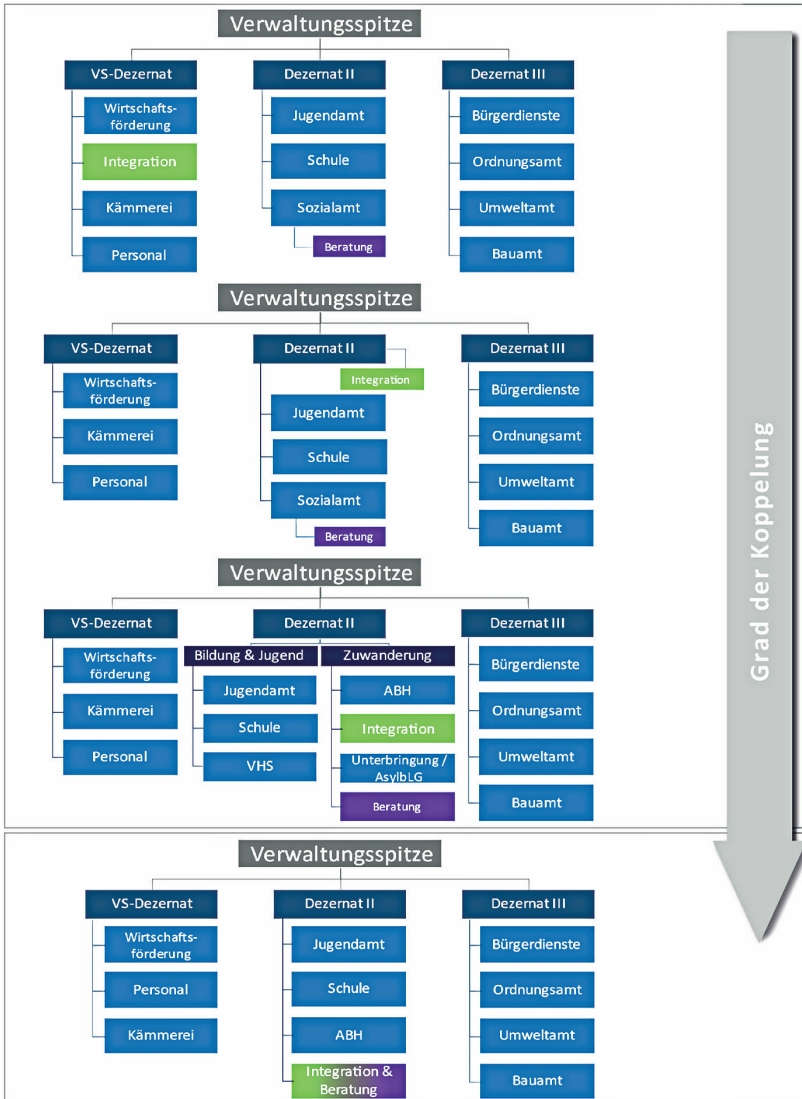 Verwaltungsspitze
VS-Dezernat
Wirtschafts-
förderung
Integration
Kämmerei
Personal
Dezernat II
Jugendamt
Schule
Sozialamt
Beratung
Dezernat III
Bürgerdienste
Ordnungsamt
Umweltamt
Bauamt
Verwaltungsspitze
VS-Dezernat
Wirtschafts-
förderung
Kämmerei
Personal
Dezernat II
Integration
Jugendamt
Schule
Sozialamt
Beratung
Dezernat III
Bürgerdienste
Ordnungsamt
Umweltamt
Bauamt
Verwaltungsspitze
VS-Dezernat
Wirtschafts-
förderung
Kämmerei
Personal
Dezernat II
Bildung & Jugend
Jugendamt
Schule
VHS
Zuwanderung
ABH
Integration
Unterbringung /
AsylbLG
Beratung
Dezernat III
Bürgerdienste
Ordnungsamt
Umweltamt
Bauamt
Verwaltungsspitze
VS-Dezernat
Wirtschafts-
förderung
Personal
Kämmerei
Dezernat II
Jugendamt
Schule
ABH
Integration &
Beratung
Dezernat III
Bürgerdienste
Ordnungsamt
Umweltamt
Bauamt
Grad der Koppelung